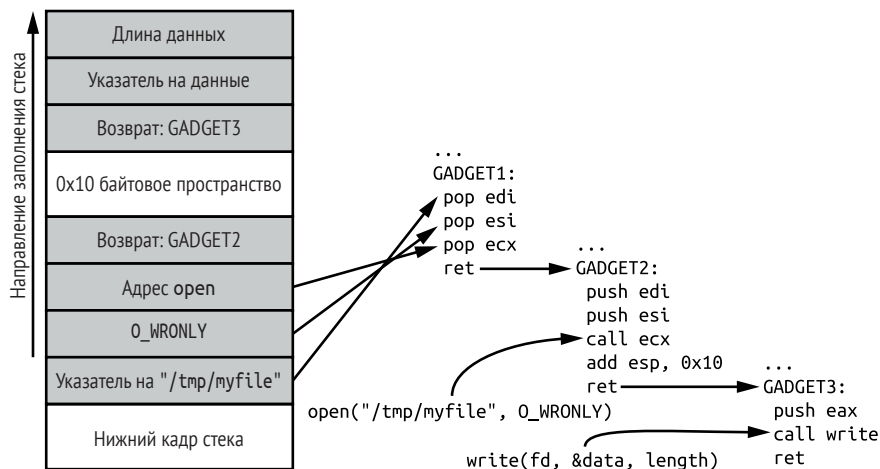 Направление заполнения стека
Длина данных
Указатель на данные
Возврат: GADGET3
0x10 байтовое пространство
Возврат: GADGET2
Адрес open
O_WRONLY
Указатель на "/tmp/myfile"
Нижний кадр стека
...
GADGET1:
pop edi
pop esi
pop ecx
ret
...
GADGET2:
push edi
push esi
call ecx
add esp, 0x10
ret
open("/tmp/myfile", O_WRONLY)
...
GADGET3:
push eax
call write
ret
write(fd, &data, length)